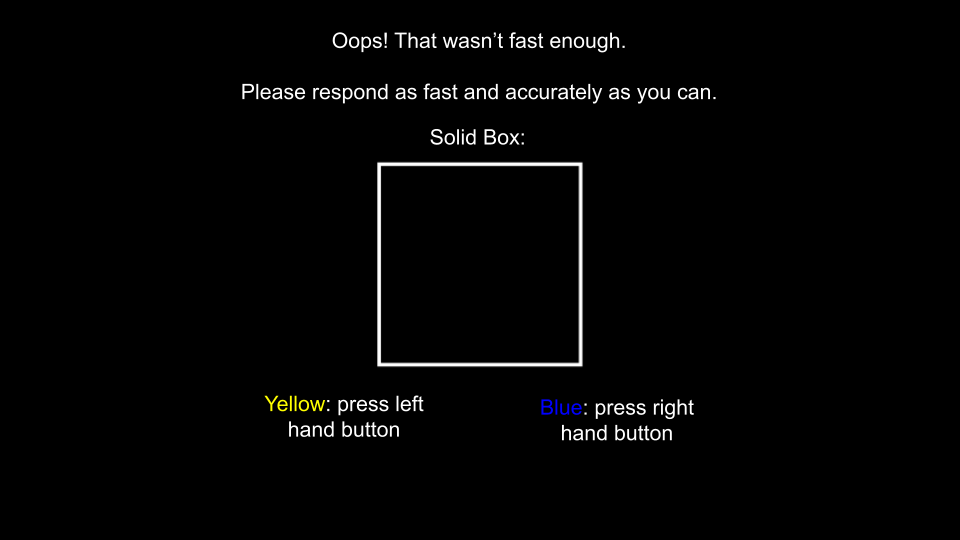 Oops! That wasn’t fast enough.
Please respond as fast and accurately as you can.
Solid Box:
Yellow: press left
hand button
Blue: press right
hand button